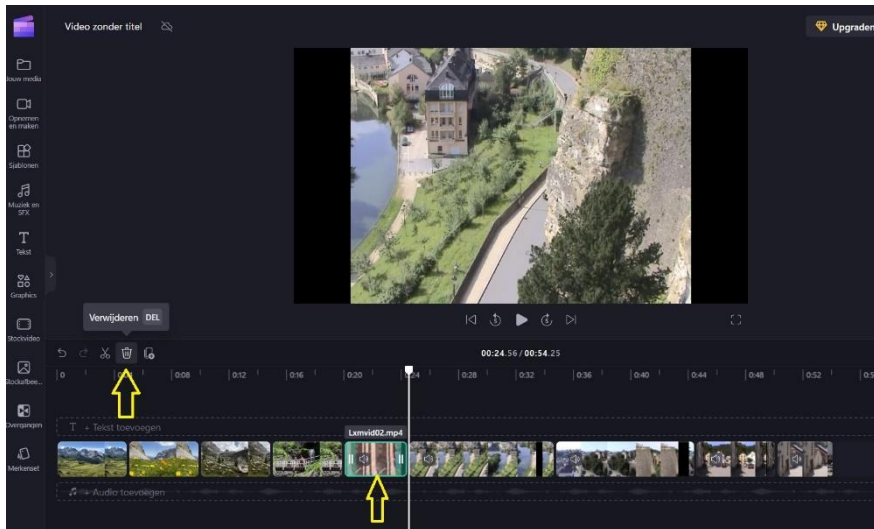 Video zonder titel
Upgraden
Jouw media
Opnemen
en maken
Sjablonen
Muziek en
SFX
Tekst
Graphics
Stockvideo
Stockafbee...
Overgangen
Merkenset
Verwijderen DEL
5
5
00:24.56 / 00:54.25
0
0:08
0:12
0:16
0:20
0:24
0:28
0:32
0:36
0:40
0:44
0:48
0:52
T + Tekst toevoegen
Lxmvid02.mp4
+ Audio toevoegen